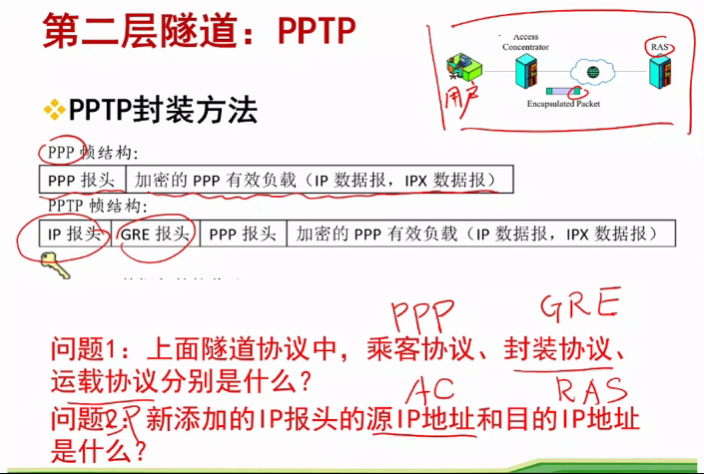 第二层隧道：PPTP
Access
Concentrator
RAS
用户
Encapsulated Packet
❖PPTP封装方法
PPP 帧结构：
PPP 报头 加密的 PPP 有效负载（IP 数据报，IPX 数据报）
PPTP 帧结构：
IP 报头 GRE 报头 PPP 报头 加密的 PPP 有效负载（IP 数据报，IPX 数据报）
PPP GRE
问题1：上面隧道协议中，乘客协议、封装协议、
运载协议分别是什么？
AC RAS
IP
问题2：新添加的IP报头的源IP地址和目的IP地址
是什么？